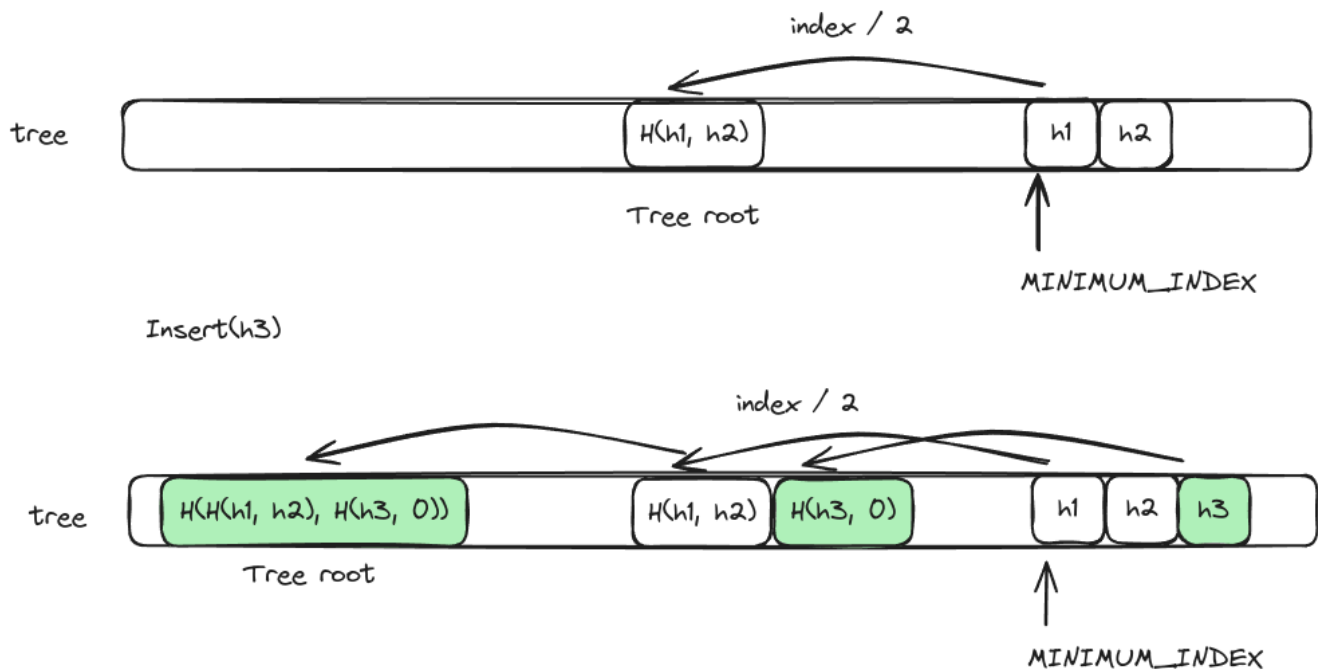 index / 2
tree
H(h1, h2)
h1
h2
Tree root
MINIMUM_INDEX
Insert(h3)
index / 2
tree
H(H(h1, h2), H(h3, 0))
H(h1, h2)
H(h3, 0)
h1
h2
h3
Tree root
MINIMUM_INDEX